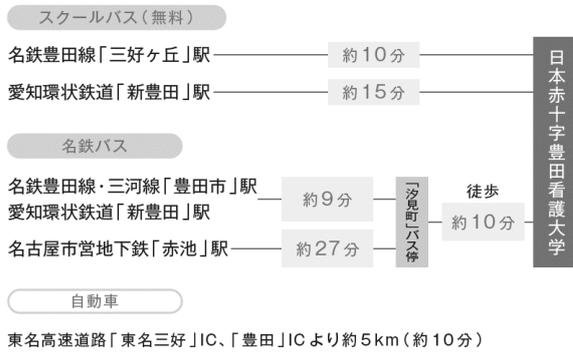 スクールバス(無料)
名鉄豊田線「三好ヶ丘」駅 約10分
愛知環状鉄道「新豊田」駅 約15分
日本赤十字豊田看護大学
名鉄バス
名鉄豊田線・三河線「豊田市」駅
愛知環状鉄道「新豊田」駅
約9分
名古屋市営地下鉄「赤池」駅 約27分
「汐見町」バス停
徒歩
約10分
自動車
東名高速道路「東名三好」IC、「豊田」ICより約5km(約10分)